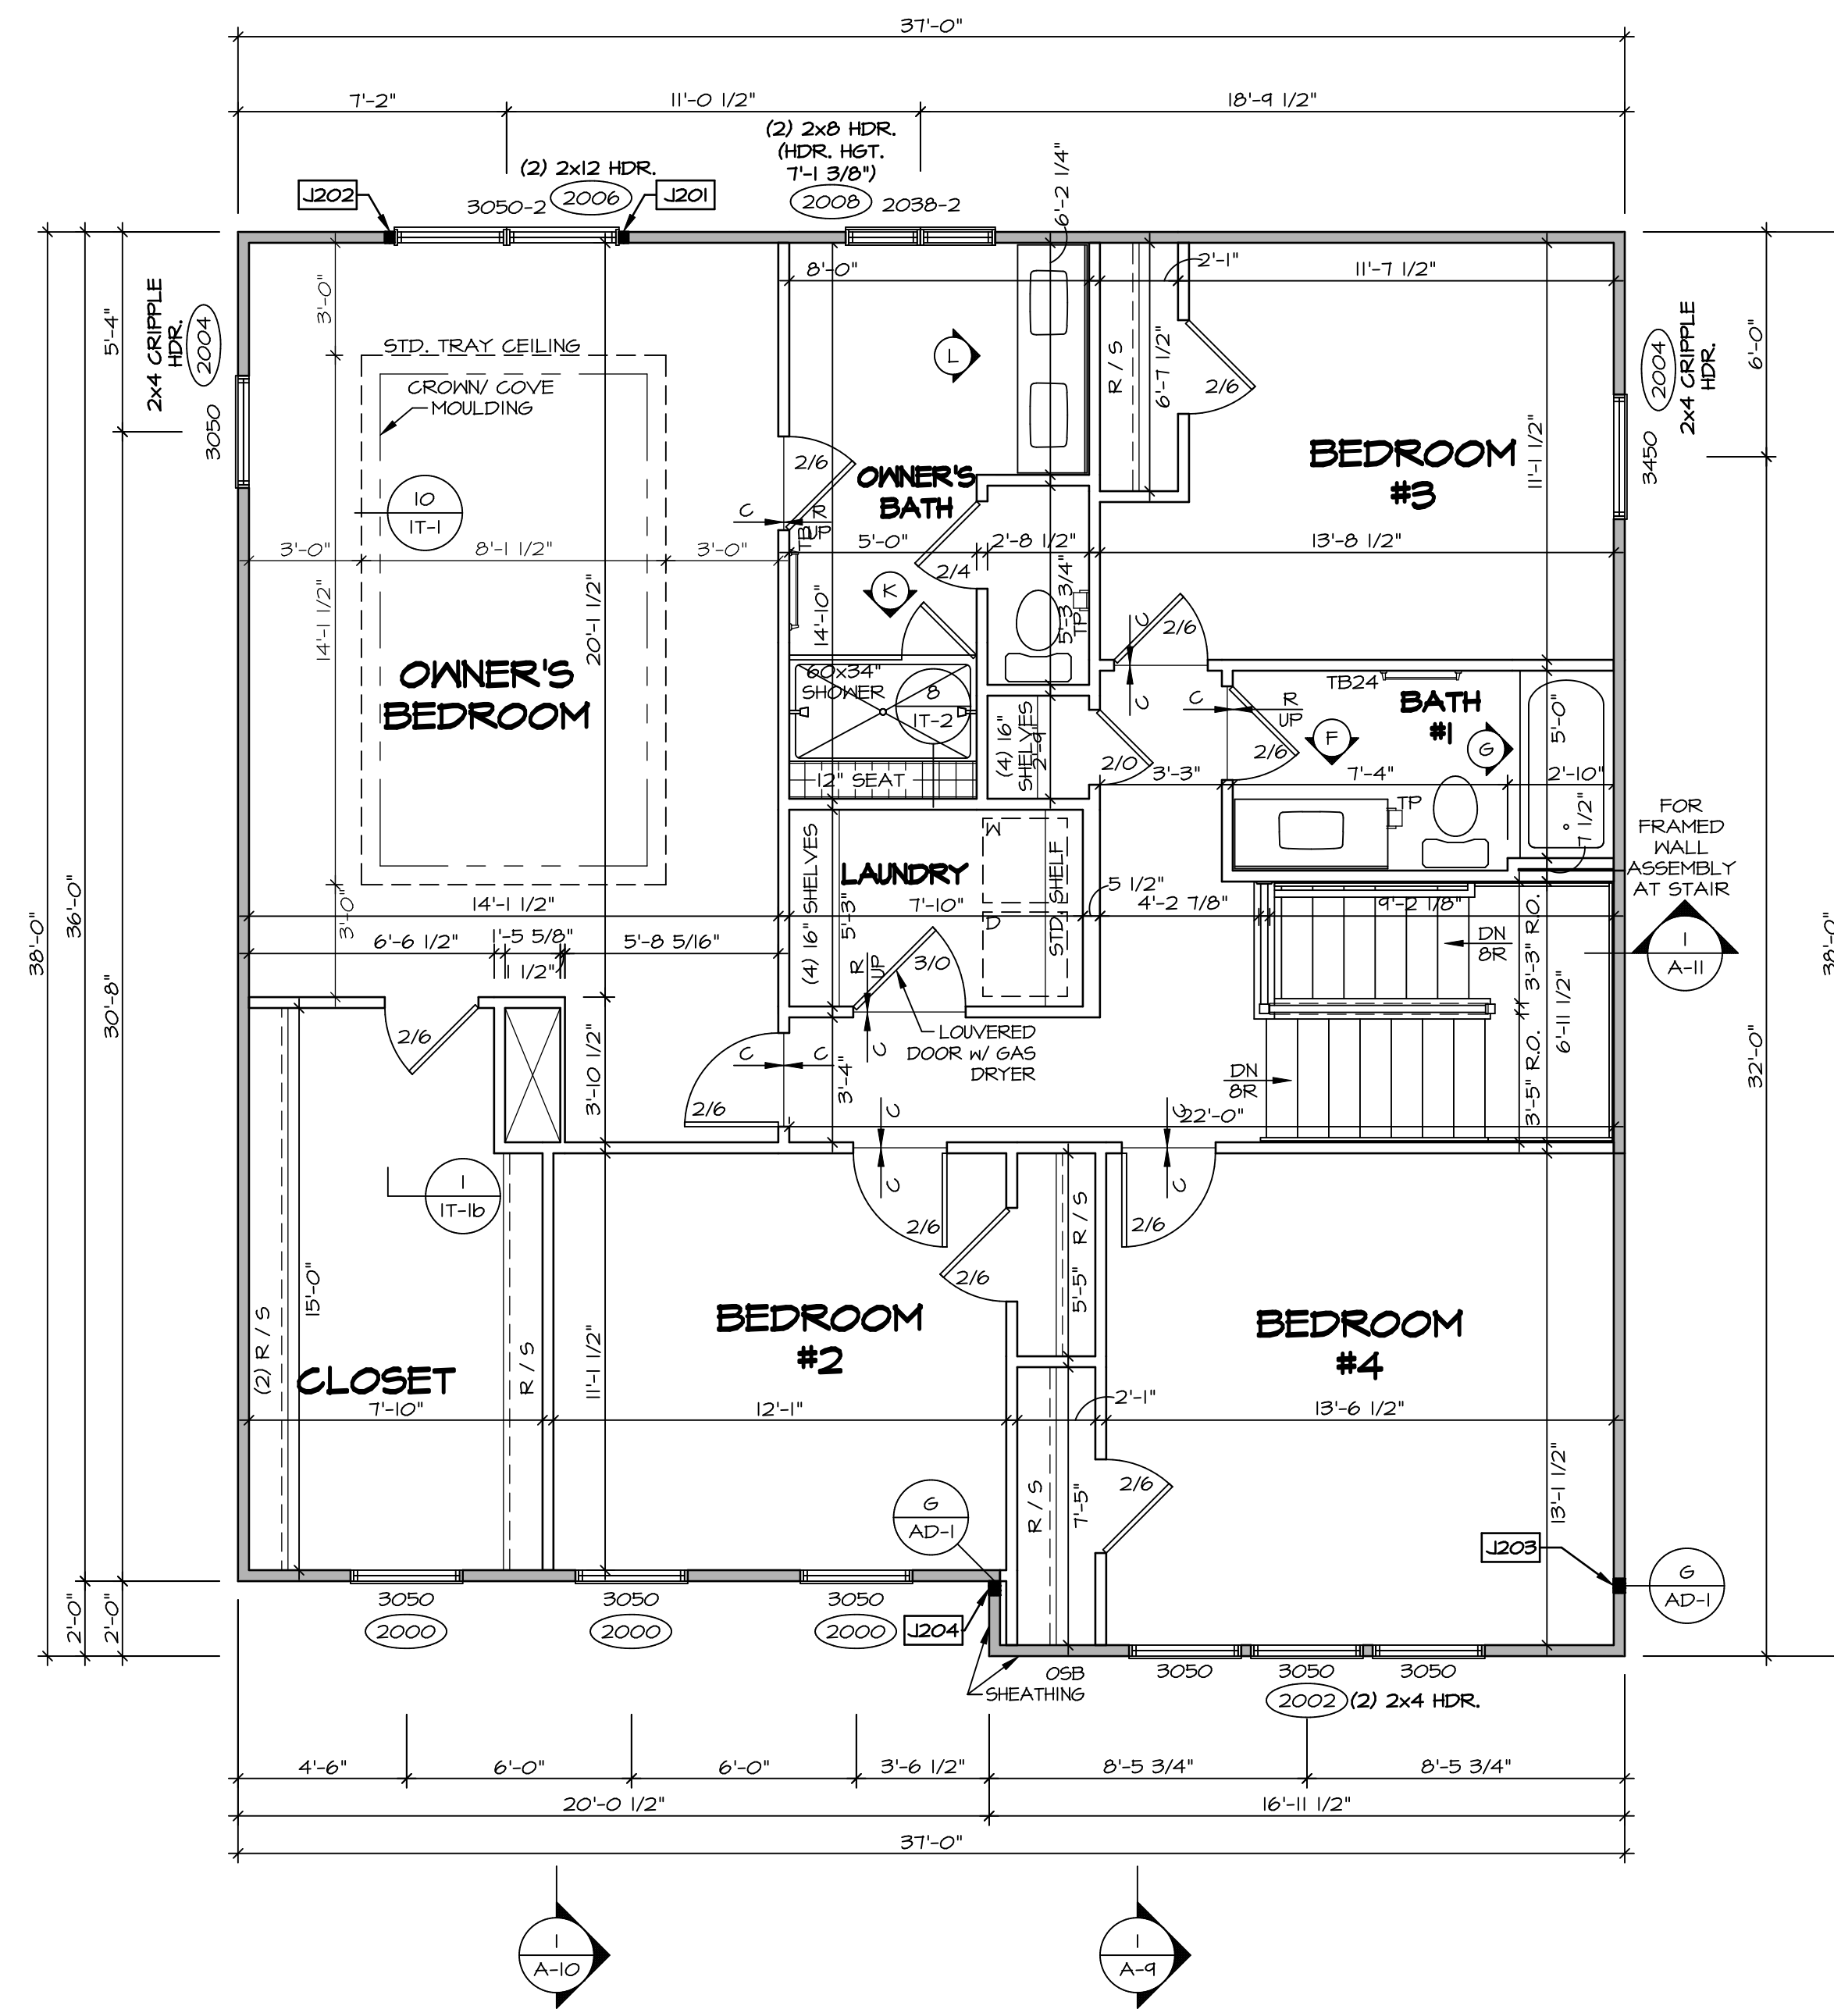 37'-0"
7'-2"
11'-0 1/2"
18'-9 1/2"
(2) 2x8 HDR.
(HDR. HGT.
7'-1 3/8")
(2) 2x12 HDR.
J202
3050-2
2006
J201
2008
2038-2
6'-2 1/4"
2x4 CRIPPLE
HDR.
2004
3050
5'-4"
3'-0"
STD. TRAY CEILING
CROWN/ COVE
MOULDING
10
IT-1
8'-0"
L
R / S
6'-7 1/2"
2'-1"
2/6
11'-7 1/2"
BEDROOM
#3
11'-1 1/2"
3450
2004
2x4 CRIPPLE
HDR.
6'-0"
2/6
OWNER'S
BATH
C
R
UP
TB
3'-0"
8'-1 1/2"
3'-0"
5'-0"
2'-8 1/2"
13'-8 1/2"
2/4
K
14'-10"
5'-3 3/4"
TP
14'-1 1/2"
20'-1 1/2"
OWNER'S
BEDROOM
60x34"
SHOWER
8
IT-2
12" SEAT
(4) 16"
SHELVES
2'-9"
2/0
C
C
2/6
C
R
UP
2/6
TB24
BATH
#1
F
G
5'-0"
3'-3"
7'-4"
2'-10"
TP
7 1/2"
FOR
FRAMED
WALL
ASSEMBLY
AT STAIR
1
A-11
38'-0"
36'-0"
30'-8"
LAUNDRY
(4) 16" SHELVES
5'-3"
7'-10"
W
D
STD. SHELF
5 1/2"
4'-2 7/8"
9'-2 1/8"
3'-0"
14'-1 1/2"
6'-6 1/2"
1'-5 5/8"
1 1/2"
5'-8 5/16"
R
UP
3/0
C
LOUVERED
DOOR W/ GAS
DRYER
DN
8R
DN
8R
3'-3" R.O.
3'-5" R.O.
6'-11 1/2"
38'-0"
32'-0"
2/6
3'-10 1/2"
C
C
2/6
3'-4"
22'-0"
C
C
C
C
2/6
2/6
2/6
1
IT-1b
R / S
5'-5"
15'-0"
(2) R / S
CLOSET
R / S
11'-1 1/2"
BEDROOM
#2
BEDROOM
#4
7'-10"
12'-1"
2'-1"
13'-6 1/2"
R / S
7'-5"
2/6
13'-1 1/2"
G
AD-1
J203
G
AD-1
2'-0"
2'-0"
3050
2000
3050
2000
3050
2000
J204
OSB
SHEATHING
3050
3050
3050
2002
(2) 2x4 HDR.
4'-6"
6'-0"
6'-0"
3'-6 1/2"
8'-5 3/4"
8'-5 3/4"
20'-0 1/2"
16'-11 1/2"
37'-0"
1
A-10
1
A-9